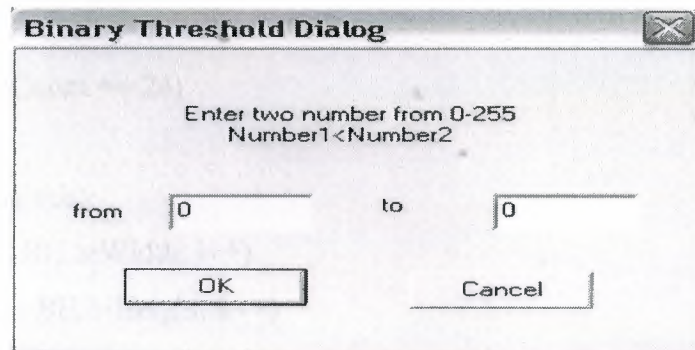 Binary Threshold Dialog
Enter two number from 0-255
Number1<Number2
from 0 to 0
OK Cancel